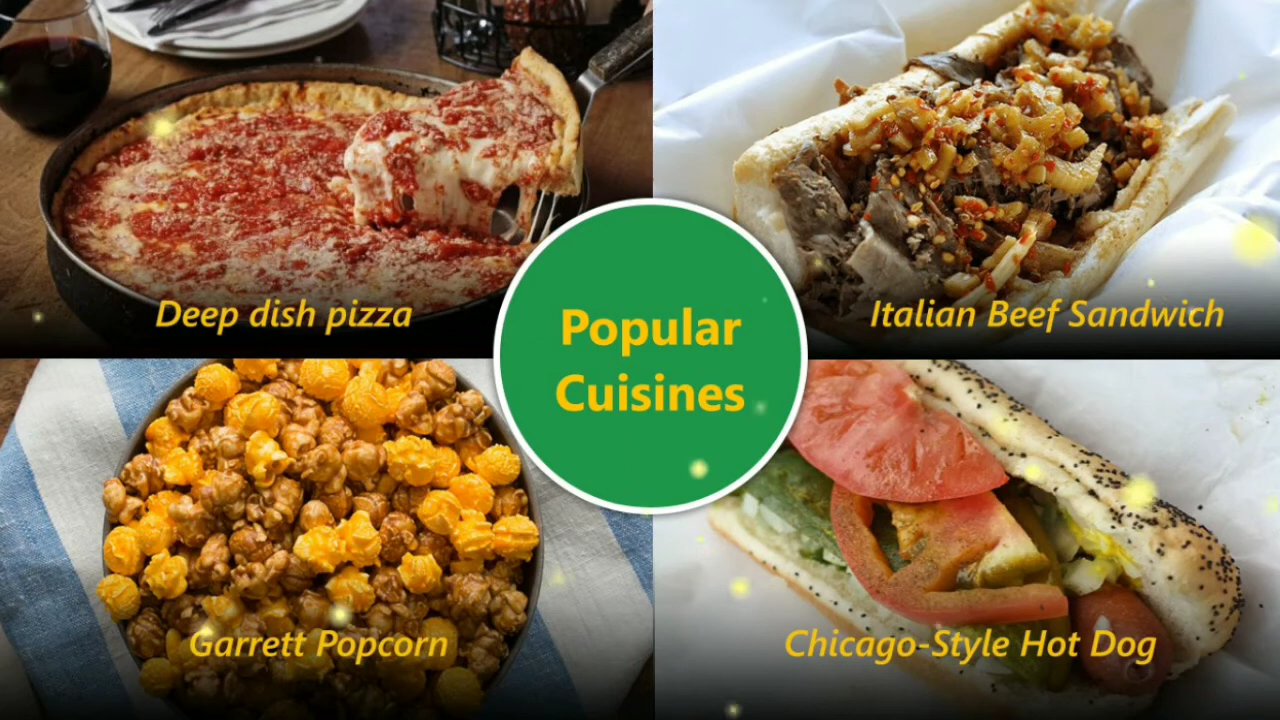 Deep dish pizza
Italian Beef Sandwich
Popular
Cuisines
Garrett Popcorn
Chicago-Style Hot Dog